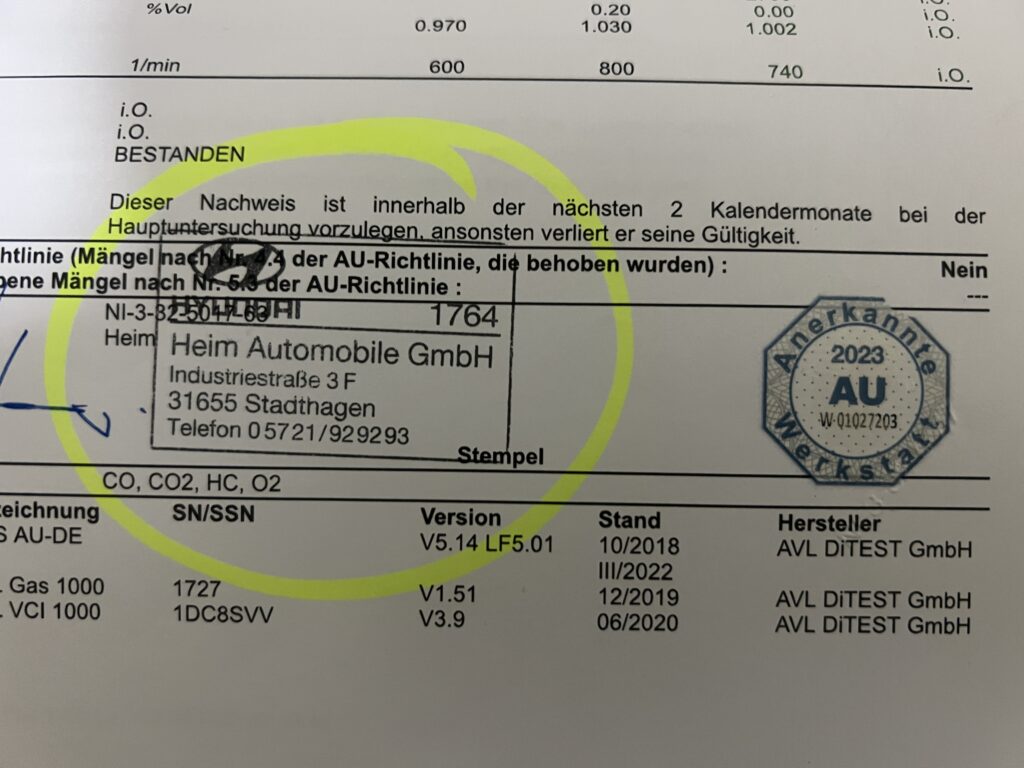 %Vol
0.20 0.00 i.O.
0.970 1.030 1.002 i.O.
1/min 600 800 740 i.O.
i.O.
i.O.
BESTANDEN
Dieser Nachweis ist innerhalb der nächsten 2 Kalendermonate bei der
Hauptuntersuchung vorzulegen, ansonsten verliert er seine Gültigkeit.
htlinie (Mängel nach Nr. 4.4 der AU-Richtlinie, die behoben wurden) : Nein
ene Mängel nach Nr. 5.3 der AU-Richtlinie : ---
NI-3-82-5017-63
Heim
HYUNDAI 1764
Heim Automobile GmbH
Industriestraße 3 F
31655 Stadthagen
Telefon 05721/929293
Stempel
Anerkannte
2023
AU
W-01027203
Werkstatt
CO, CO2, HC, O2
zeichnung SN/SSN Version Stand Hersteller
S AU-DE V5.14 LF5.01 10/2018 AVL DiTEST GmbH
III/2022
. Gas 1000 1727 V1.51 12/2019 AVL DiTEST GmbH
. VCI 1000 1DC8SVV V3.9 06/2020 AVL DiTEST GmbH